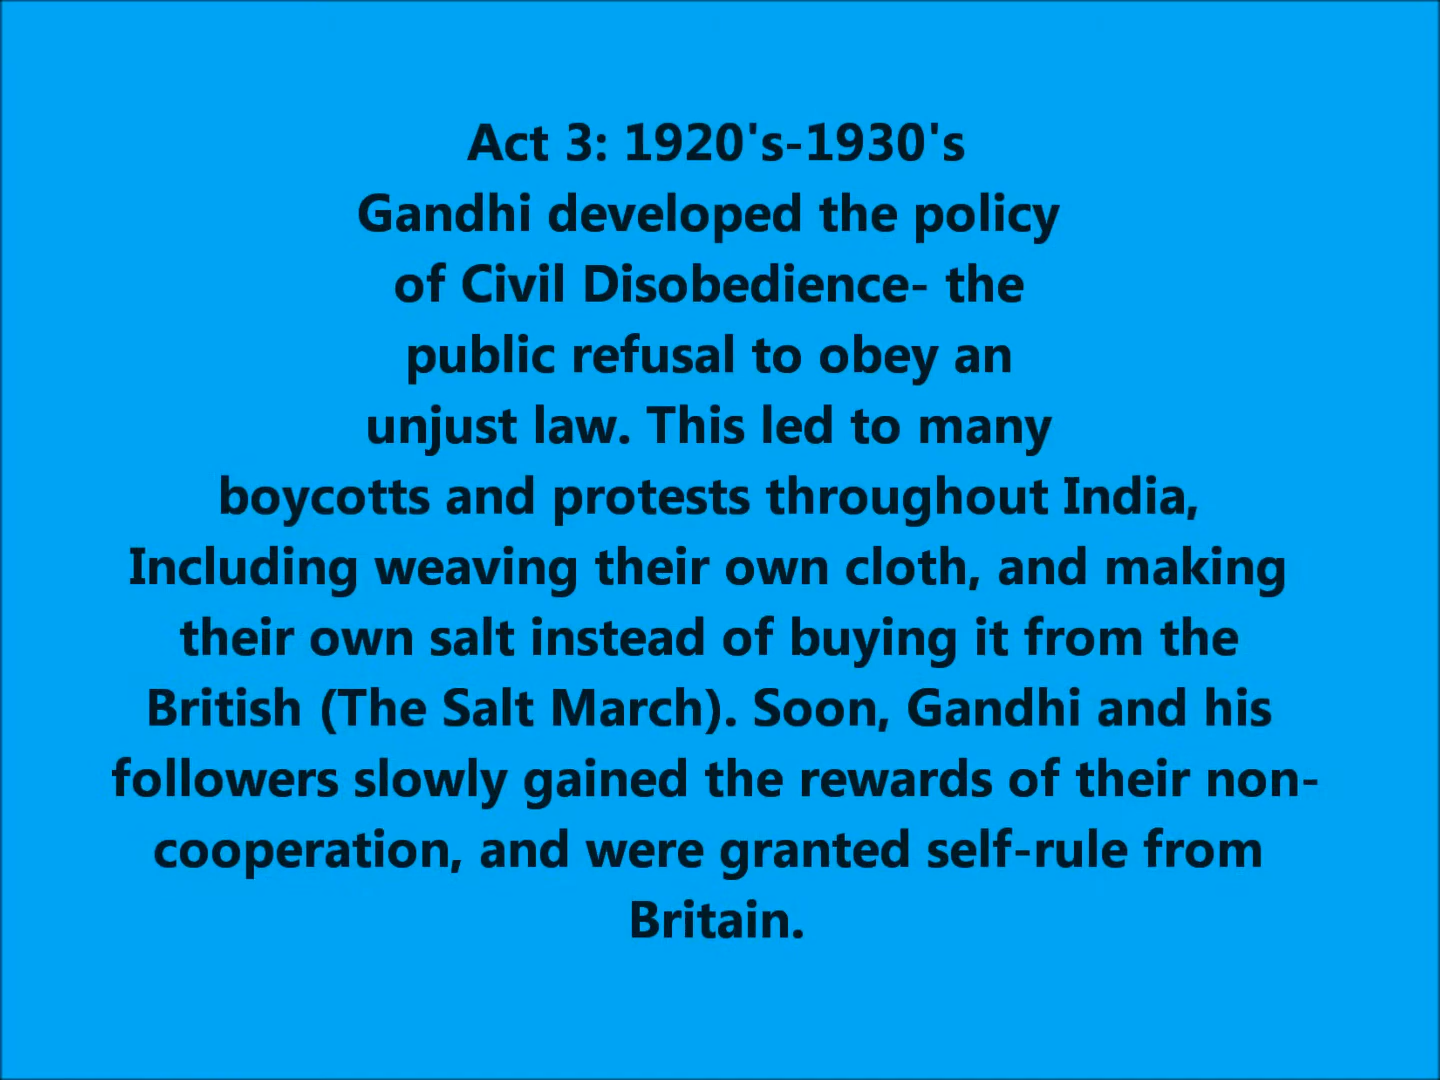 Act 3: 1920's-1930's
Gandhi developed the policy
of Civil Disobedience- the
public refusal to obey an
unjust law. This led to many
boycotts and protests throughout India,
Including weaving their own cloth, and making
their own salt instead of buying it from the
British (The Salt March). Soon, Gandhi and his
followers slowly gained the rewards of their non-
cooperation, and were granted self-rule from
Britain.